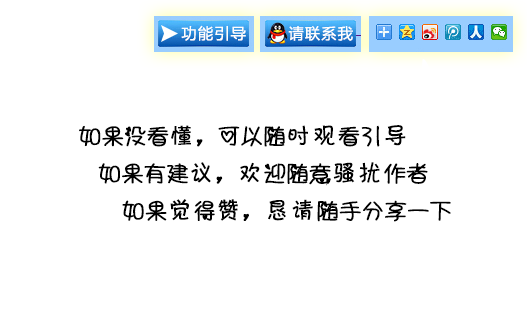 功能引导 请联系我
如果没看懂，可以随时观看引导
如果有建议，欢迎随意骚扰作者
如果觉得赞，恳请随手分享一下